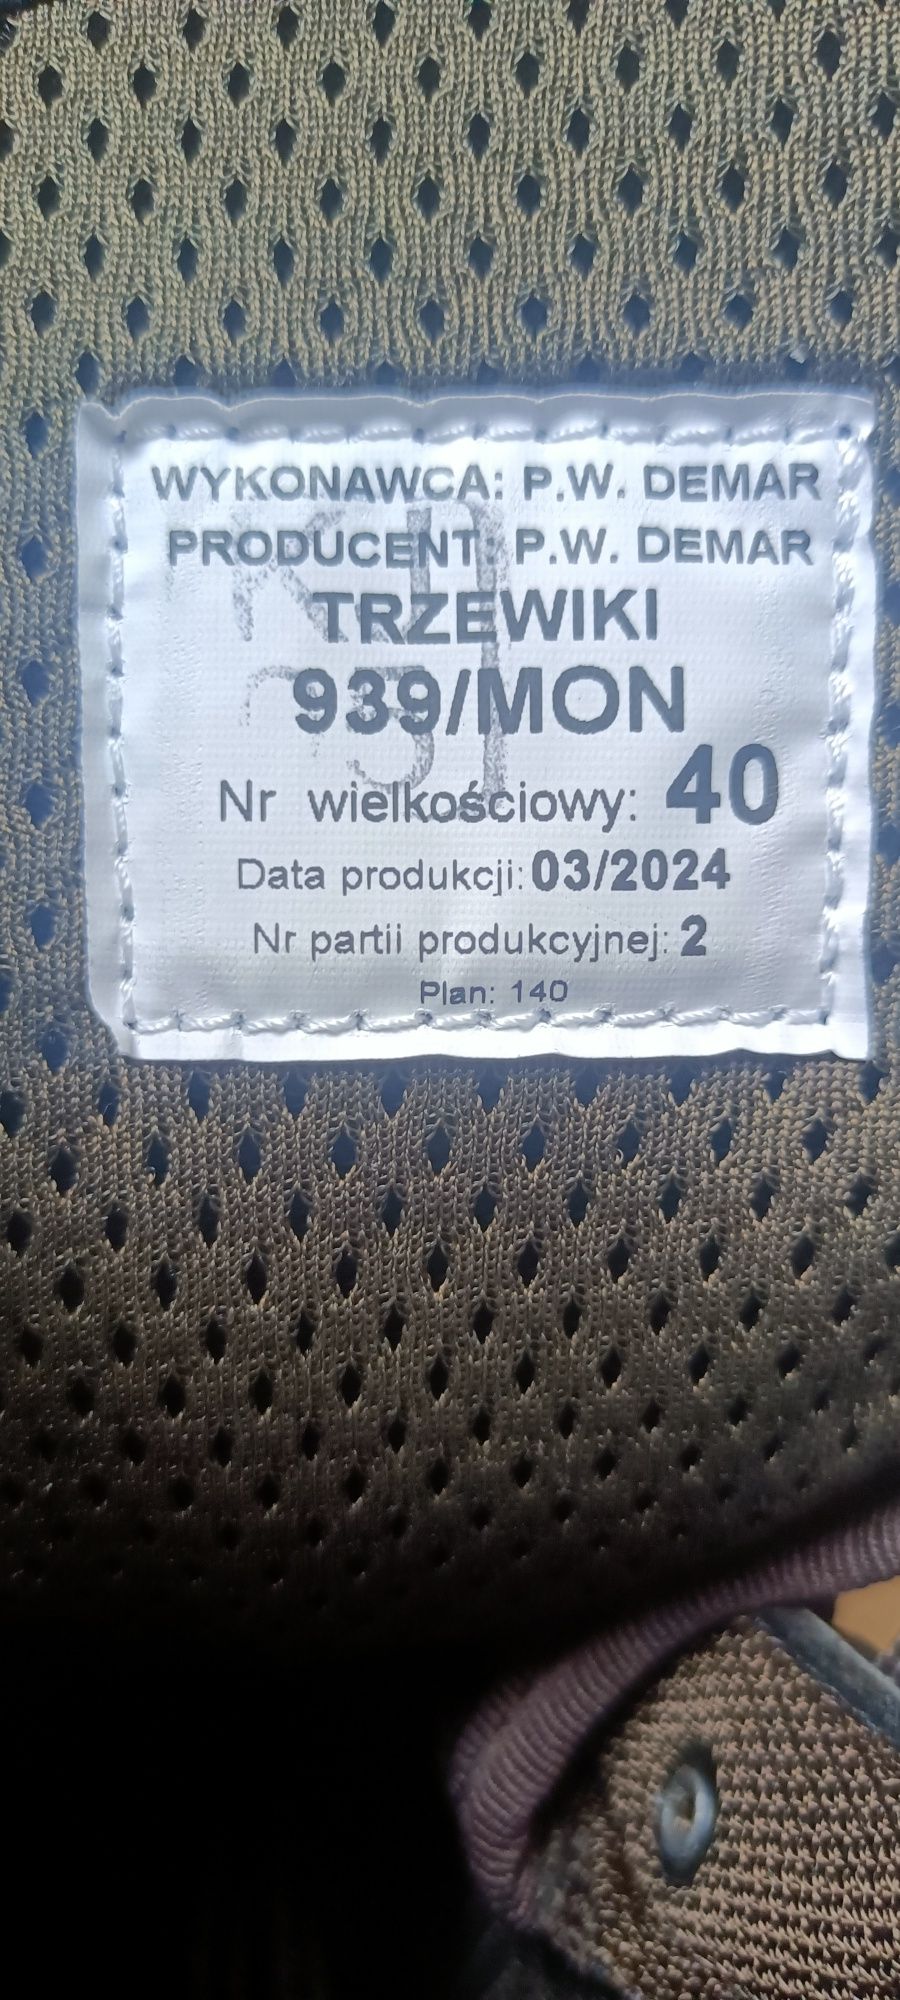 WYKONAWCA: P.W. DEMAR
PRODUCENT: P.W. DEMAR
TRZEWIKI
939/MON
Nr wielkościowy: 40
Data produkcji: 03/2024
Nr partii produkcyjnej: 2
Plan: 140